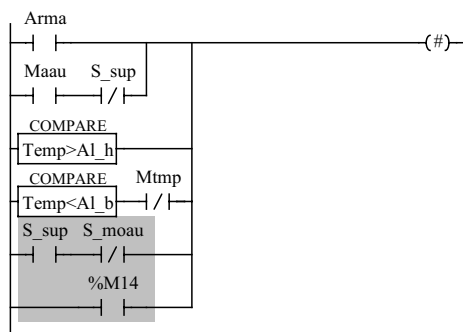 Arma
(#)
Maau S_sup
COMPARE
Temp>Al_h
COMPARE Mtmp
Temp<Al_b
S_sup S_moau
%M14